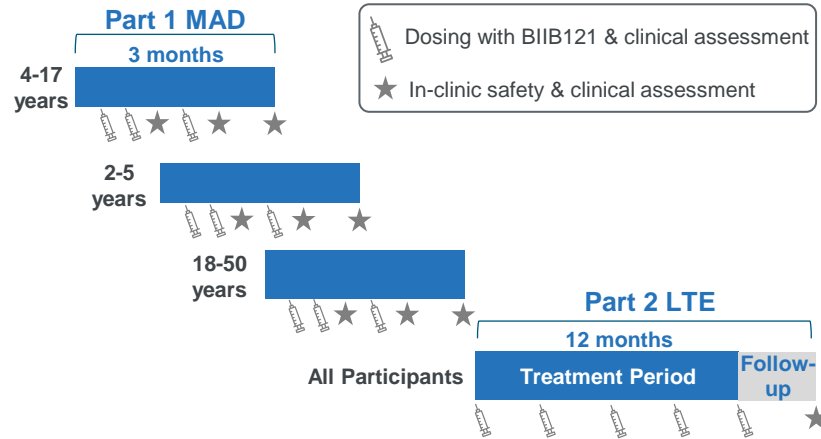 Part 1 MAD
3 months
Dosing with BIIB121 & clinical assessment
In-clinic safety & clinical assessment
4-17
years
2-5
years
18-50
years
Part 2 LTE
12 months
All Participants
Treatment Period
Follow-
up